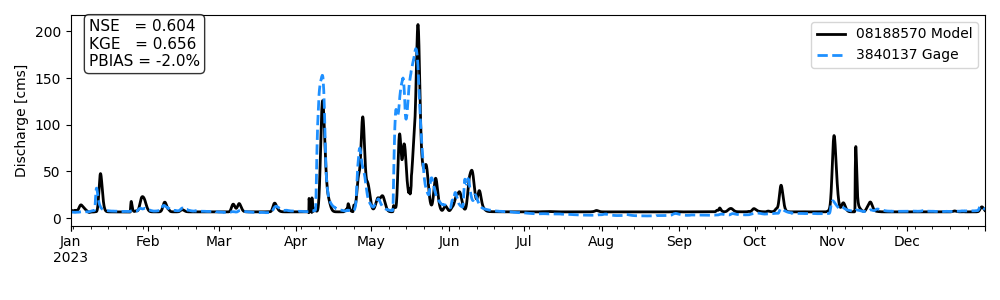 NSE = 0.604
KGE = 0.656
PBIAS = -2.0%
08188570 Model
3840137 Gage
Discharge [cms]
200
150
100
50
0
Jan Feb Mar Apr May Jun Jul Aug Sep Oct Nov Dec
2023